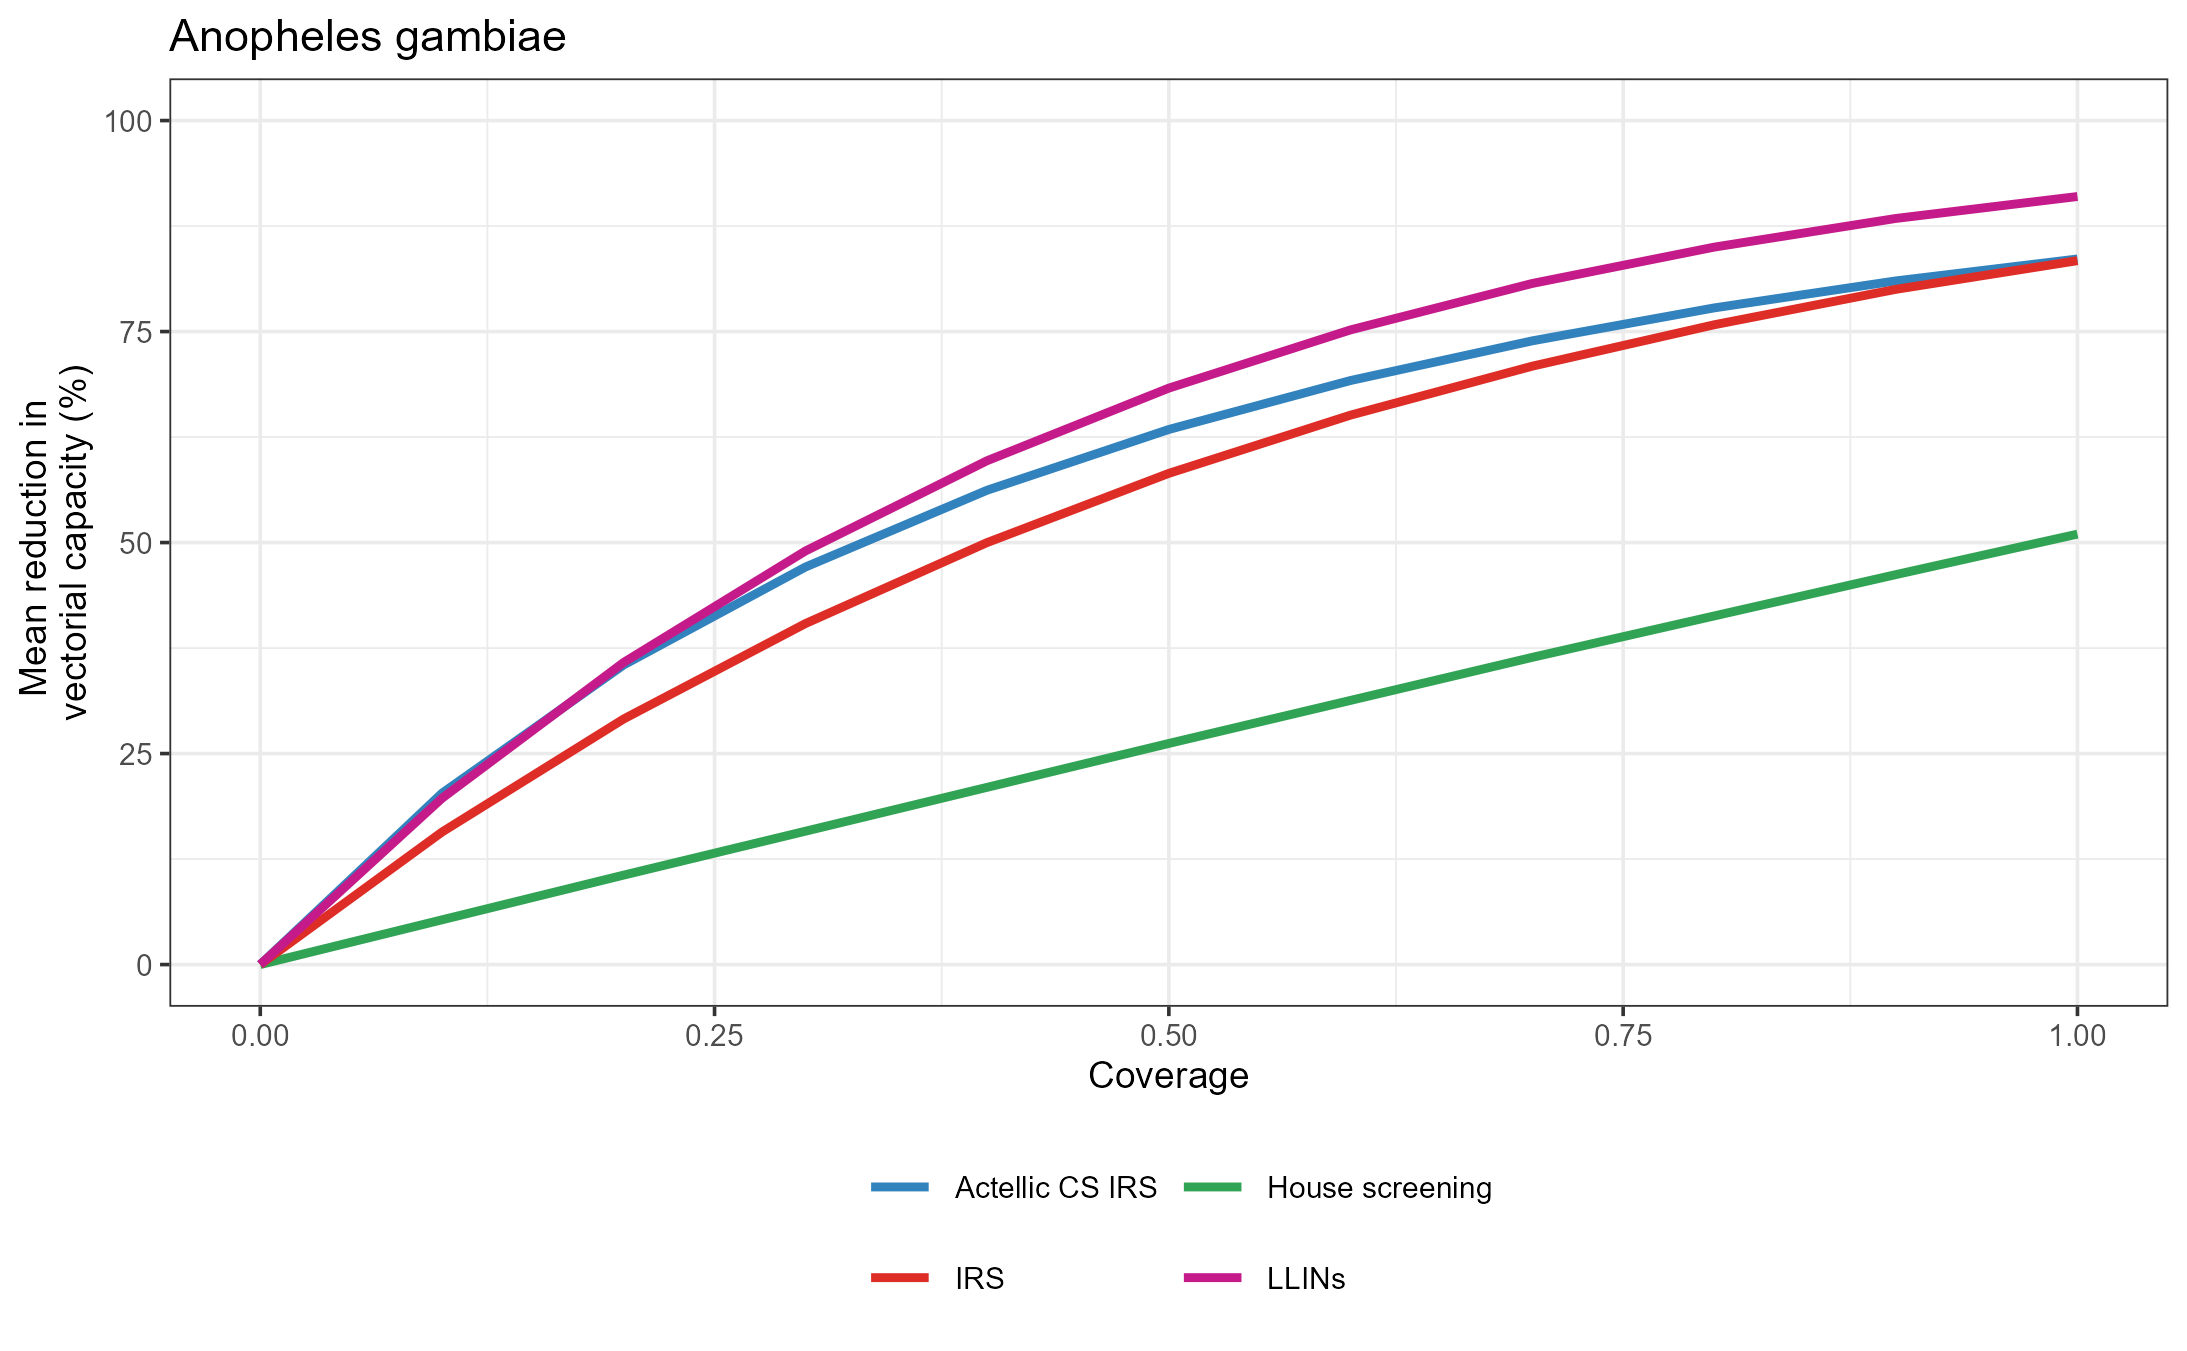 Anopheles gambiae
Mean reduction in
vectorial capacity (%)
100
75
50
25
0
0.00
0.25
0.50
0.75
1.00
Coverage
Actellic CS IRS
House screening
IRS
LLINs